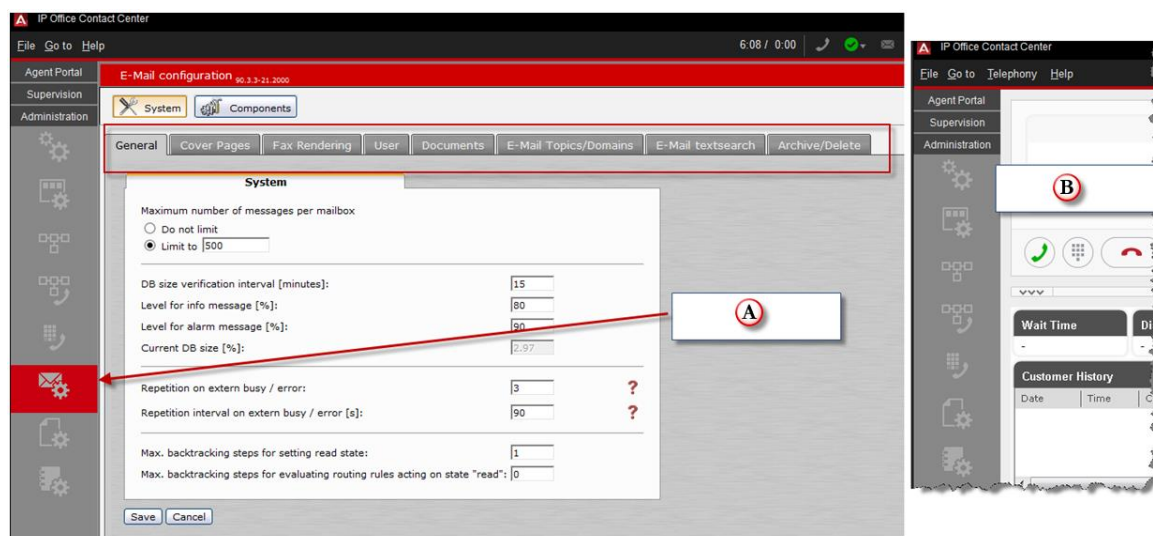 IP Office Contact Center
File Go to Help
6:08 / 0:00
Agent Portal
Supervision
Administration
E-Mail configuration 90.3.3-21.2000
System Components
General Cover Pages Fax Rendering User Documents E-Mail Topics/Domains E-Mail textsearch Archive/Delete
System
Maximum number of messages per mailbox
Do not limit
Limit to 500
DB size verification interval [minutes]: 15
Level for info message [%]: 80
Level for alarm message [%]: 90
Current DB size [%]: 2.97
Repetition on extern busy / error: 3 ?
Repetition interval on extern busy / error [s]: 90 ?
Max. backtracking steps for setting read state: 1
Max. backtracking steps for evaluating routing rules acting on state "read": 0
Save Cancel
A
IP Office Contact Center
File Go to Telephony Help
Agent Portal
Supervision
Administration
B
Wait Time Di
- -
Customer History
Date Time C